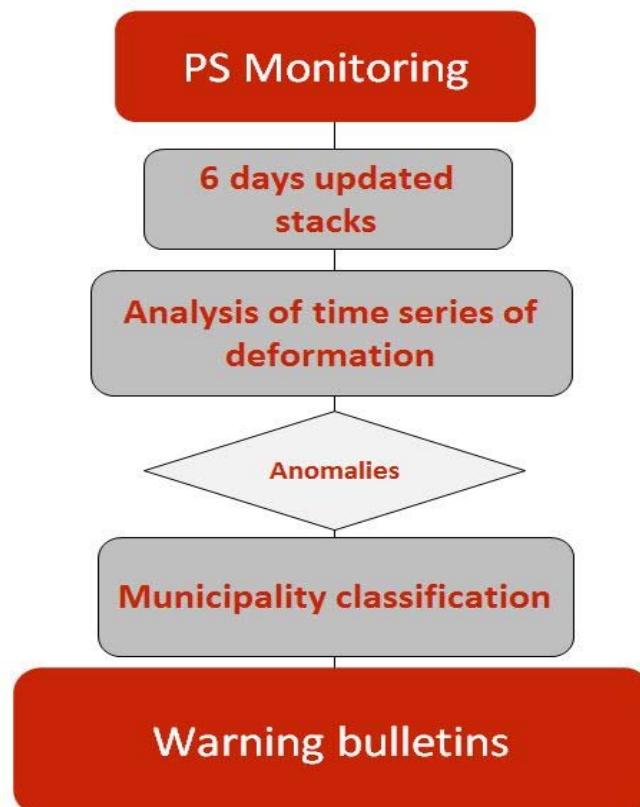 PS Monitoring
6 days updated
stacks
Analysis of time series of
deformation
Anomalies
Municipality classification
Warning bulletins